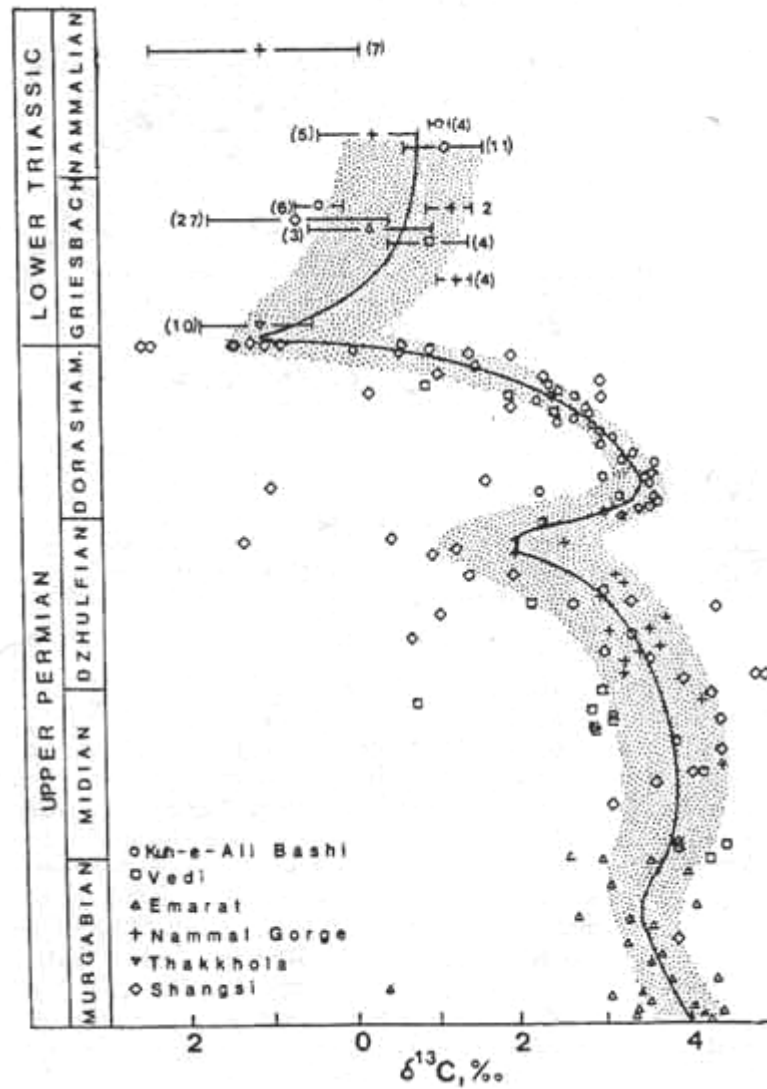 LOWER TRIASSIC
UPPER PERMIAN
NAMMALIAN
GRIESBACH
DORASHAM.
DZHULFIAN
MIDIAN
MURGABIAN
(7)
(4)
(5)
(11)
(6)
2
(27)
(3)
(4)
(4)
(10)
Kuh-e-Ali Bashi
Vedi
Emarat
Nammal Gorge
Thakkhola
Shangsi
2 0 2 4
δ¹³C,‰